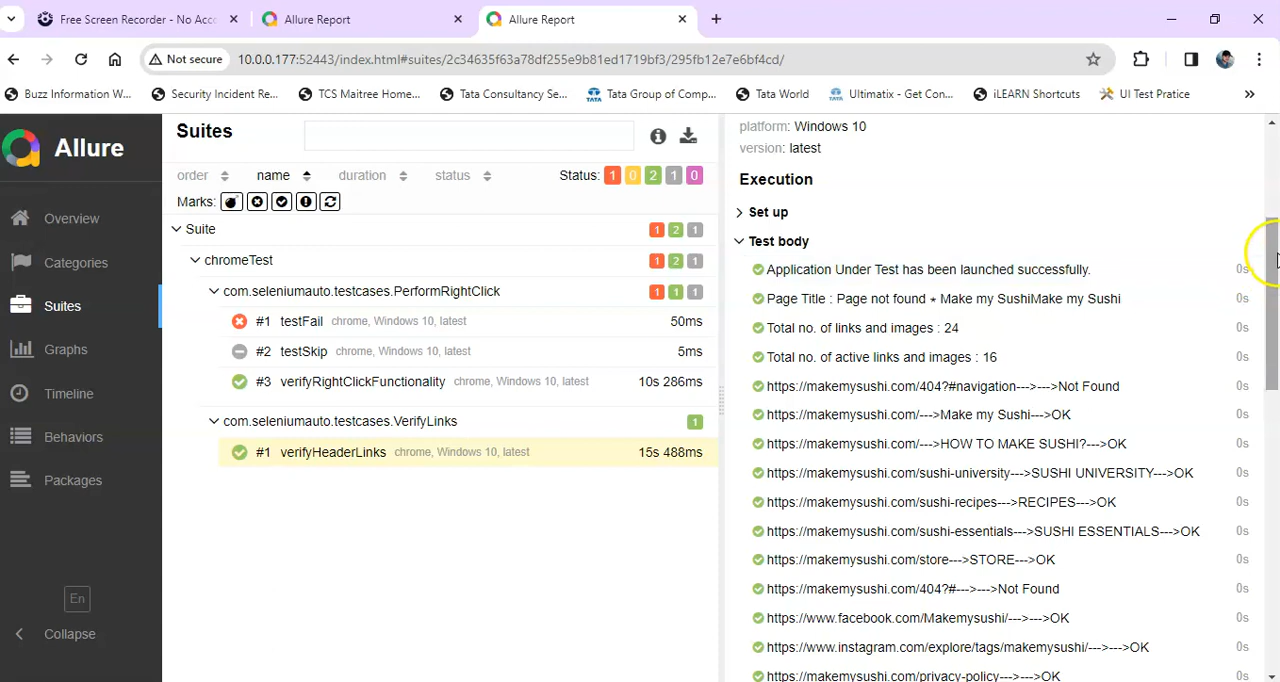 Free Screen Recorder - No Acc
Allure Report
Allure Report
Not secure
10.0.0.177:52443/index.html#suites/2c34635f63a78df255e9b81ed1719bf3/295fb12e7e6bf4cd/
Buzz Information W...
Security Incident Re...
TCS Maitree Home...
Tata Consultancy Se...
TATA
Tata Group of Comp...
Tata World
Ultimatix - Get Con...
iLEARN Shortcuts
UI Test Pratice
Allure
Overview
Categories
Suites
Graphs
Timeline
Behaviors
Packages
En
Collapse
Suites
order
name
duration
status
Status: 1 0 2 1 0
Marks:
Suite 1 2 1
chromeTest 1 2 1
com.seleniumauto.testcases.PerformRightClick 1 1 1
#1 testFail chrome, Windows 10, latest 50ms
#2 testSkip chrome, Windows 10, latest 5ms
#3 verifyRightClickFunctionality chrome, Windows 10, latest 10s 286ms
com.seleniumauto.testcases.VerifyLinks 1
#1 verifyHeaderLinks chrome, Windows 10, latest 15s 488ms
platform: Windows 10
version: latest
Execution
Set up
Test body
Application Under Test has been launched successfully. 0s
Page Title : Page not found ⋆ Make my SushiMake my Sushi 0s
Total no. of links and images : 24 0s
Total no. of active links and images : 16 0s
https://makemysushi.com/404?#navigation--->--->Not Found 0s
https://makemysushi.com/--->Make my Sushi--->OK 0s
https://makemysushi.com/--->HOW TO MAKE SUSHI?--->OK 0s
https://makemysushi.com/sushi-university--->SUSHI UNIVERSITY--->OK 0s
https://makemysushi.com/sushi-recipes--->RECIPES--->OK 0s
https://makemysushi.com/sushi-essentials--->SUSHI ESSENTIALS--->OK 0s
https://makemysushi.com/store--->STORE--->OK 0s
https://makemysushi.com/404?#--->--->Not Found 0s
https://www.facebook.com/Makemysushi/--->--->OK 0s
https://www.instagram.com/explore/tags/makemysushi/--->--->OK 0s
https://makemysushi.com/privacy-policy--->--->OK 0s